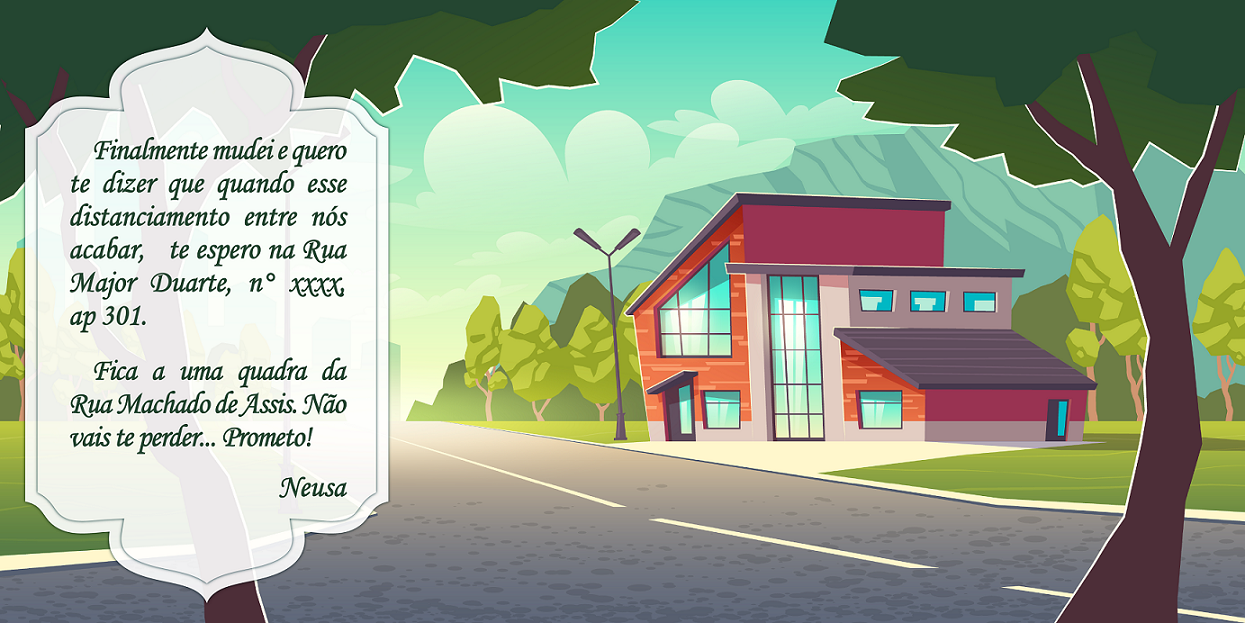 Finalmente mudei e quero
te dizer que quando esse
distanciamento entre nós
acabar, te espero na Rua
Major Duarte, n° xxxx,
ap 301.
Fica a uma quadra da
Rua Machado de Assis. Não
vais te perder... Prometo!
Neusa